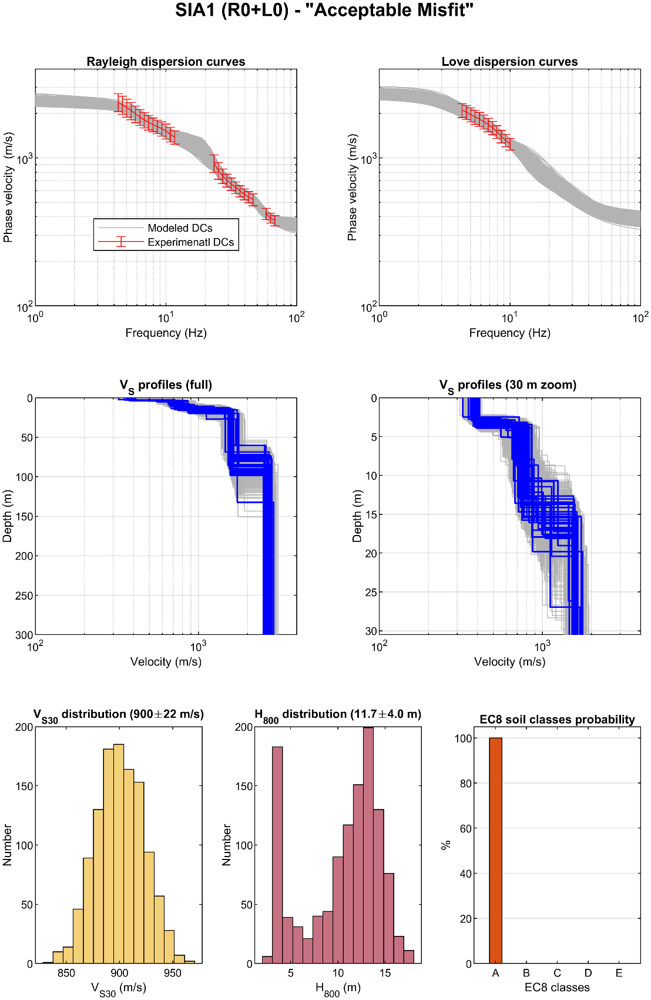 SIA1 (R0+L0) - "Acceptable Misfit"
Rayleigh dispersion curves
Love dispersion curves
Phase velocity (m/s)
10^3
10^2
10^0
10^1
10^2
Frequency (Hz)
Modeled DCs
Experimenatl DCs
Phase velocity (m/s)
10^3
10^2
10^0
10^1
10^2
Frequency (Hz)
V_S profiles (full)
Depth (m)
0
50
100
150
200
250
300
10^2
10^3
Velocity (m/s)
V_S profiles (30 m zoom)
Depth (m)
0
5
10
15
20
25
30
10^2
10^3
Velocity (m/s)
V_S30 distribution (900±22 m/s)
Number
200
150
100
50
0
850
900
950
V_S30 (m/s)
H_800 distribution (11.7±4.0 m)
Number
200
150
100
50
0
5
10
15
H_800 (m)
EC8 soil classes probability
%
100
80
60
40
20
0
A
B
C
D
E
EC8 classes